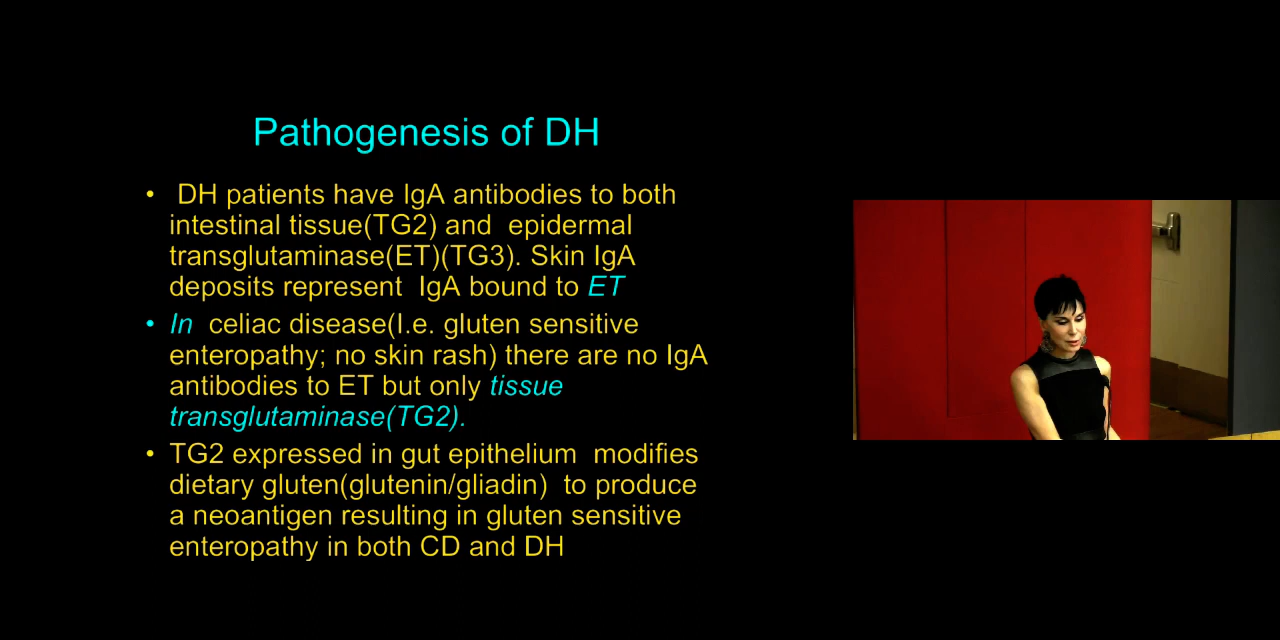 Pathogenesis of DH
• DH patients have IgA antibodies to both
intestinal tissue(TG2) and epidermal
transglutaminase(ET)(TG3). Skin IgA
deposits represent IgA bound to ET
• In celiac disease(I.e. gluten sensitive
enteropathy; no skin rash) there are no IgA
antibodies to ET but only tissue
transglutaminase(TG2).
• TG2 expressed in gut epithelium modifies
dietary gluten(glutenin/gliadin) to produce
a neoantigen resulting in gluten sensitive
enteropathy in both CD and DH